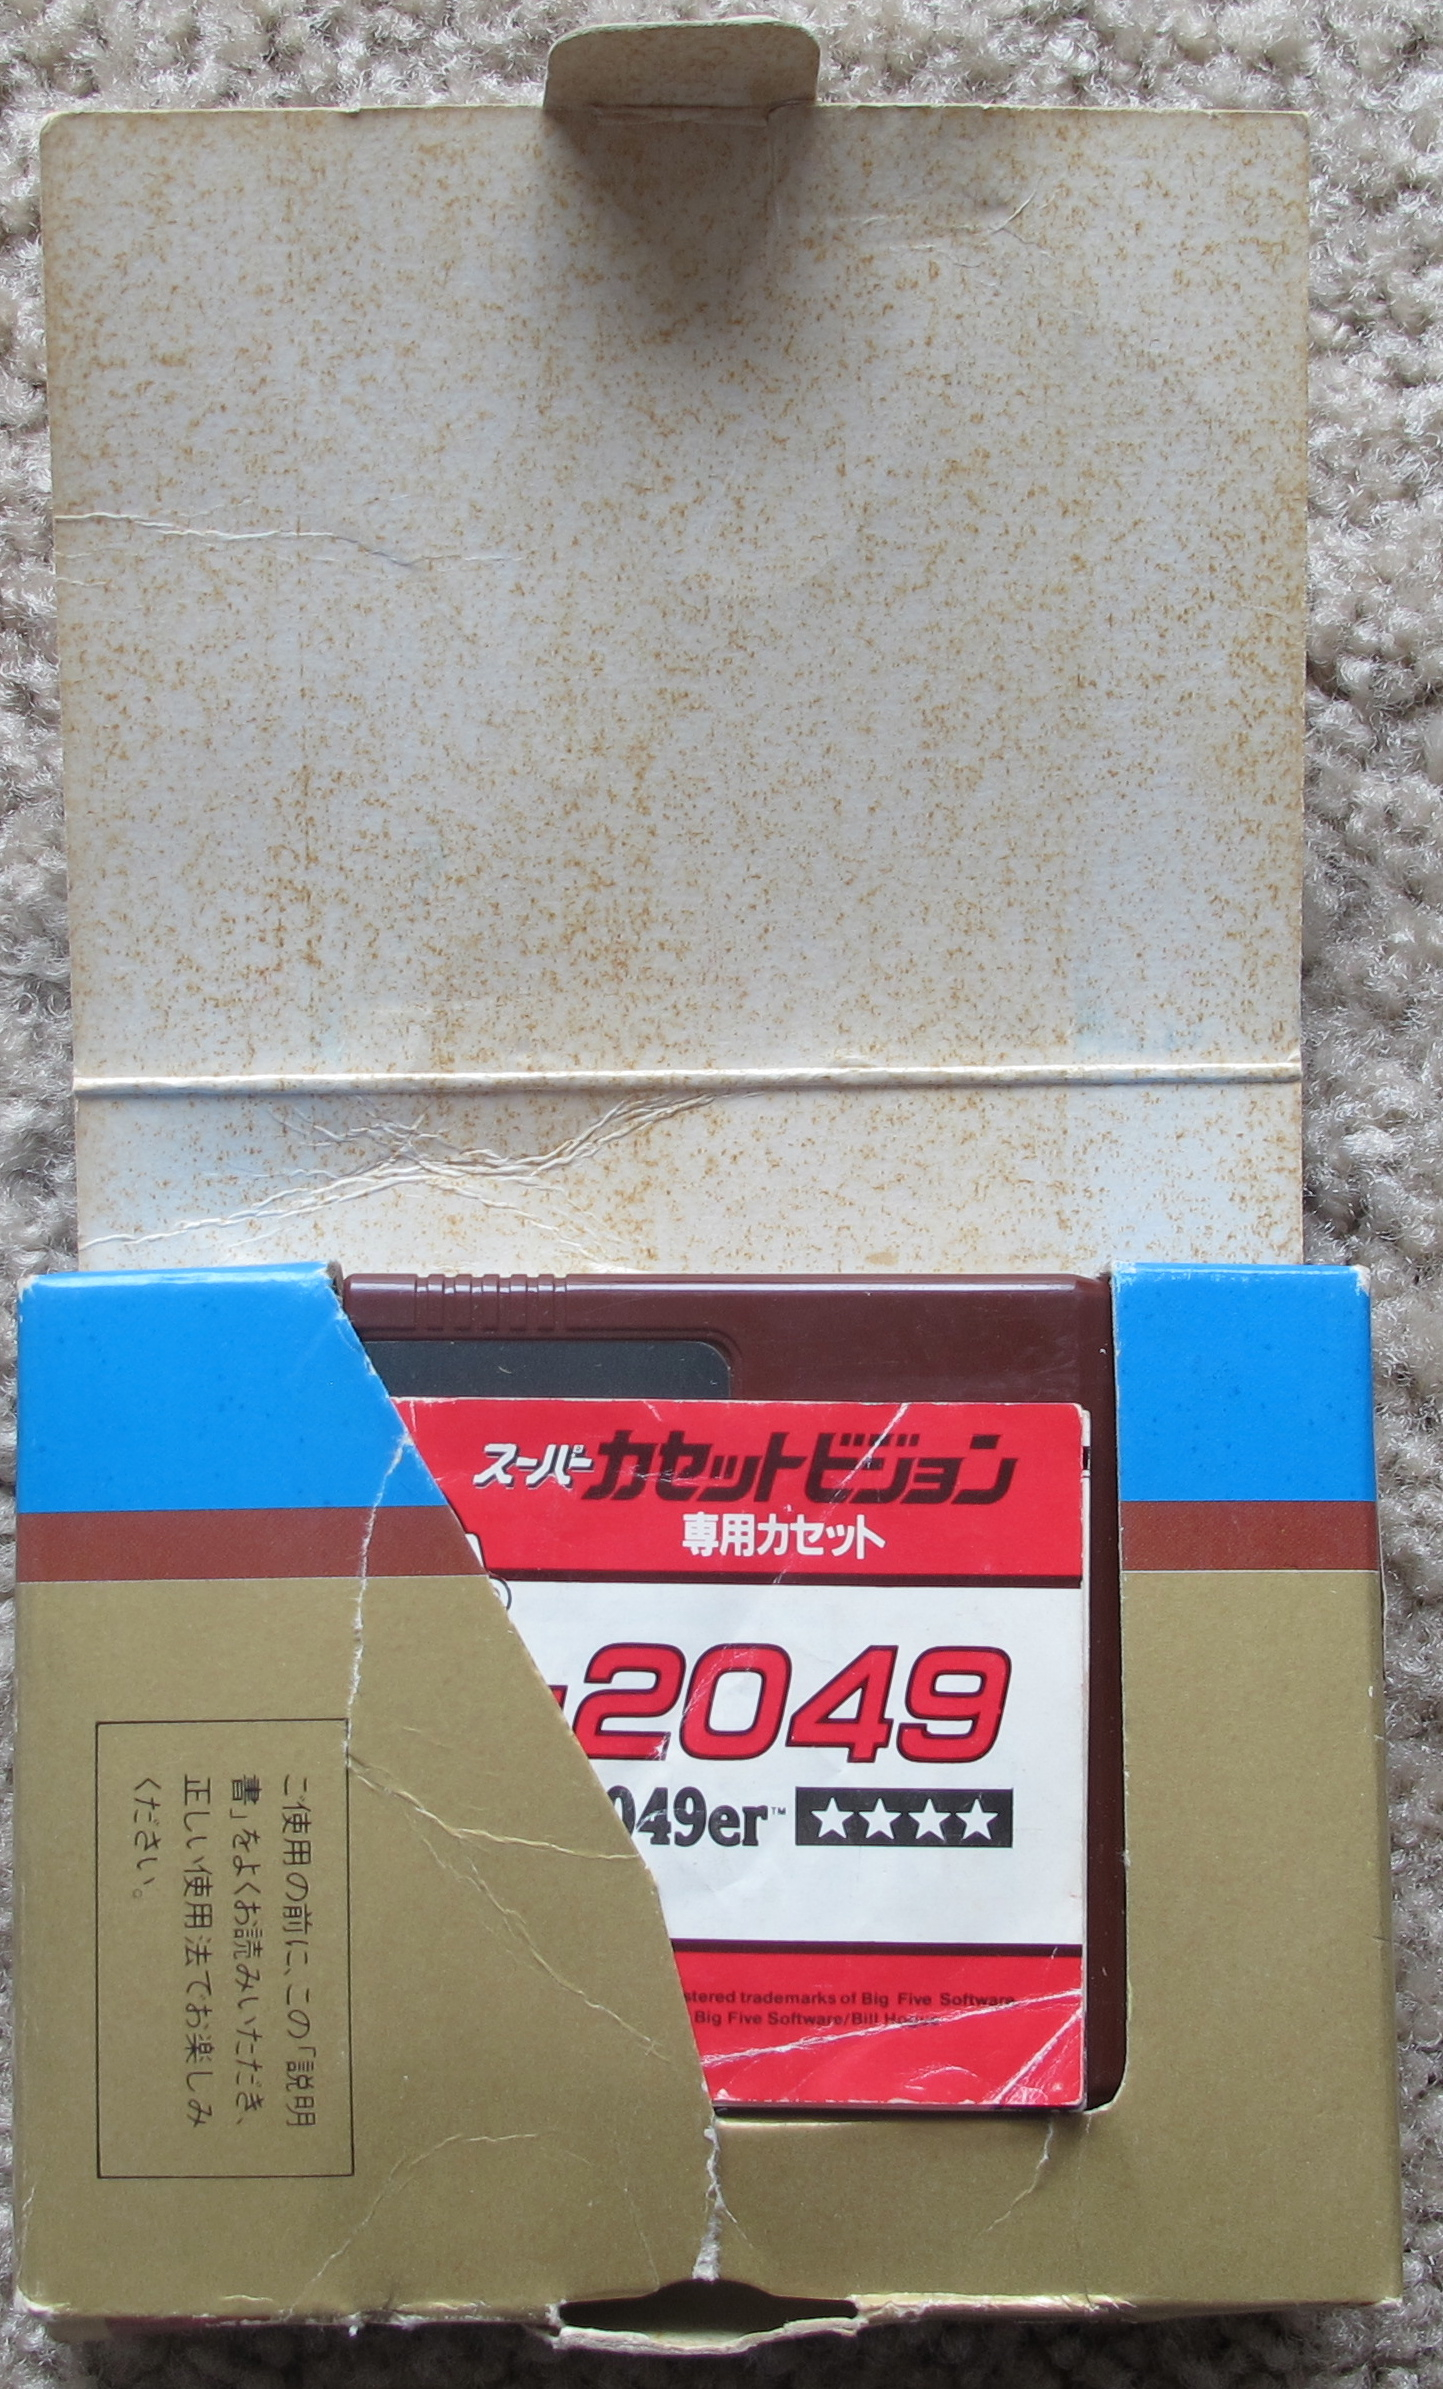 スーパーカセットビジョン
専用カセット
2049
049er™ ★★★★
stered trademarks of Big Five Software
Big Five Software/Bill Hogue
ご使用の前に、この「説明
書」をよくお読みいただき、
正しい使用法でお楽しみ
ください。